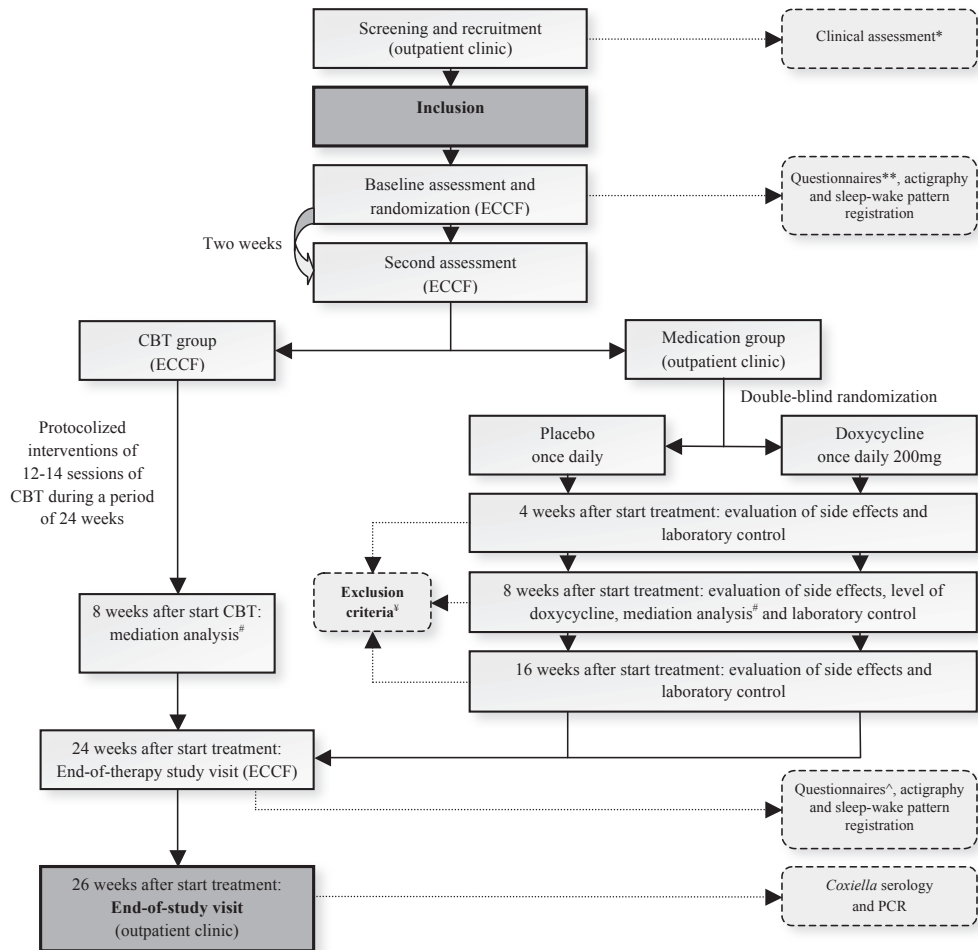 Screening and recruitment
(outpatient clinic)
Clinical assessment*
Inclusion
Baseline assessment and
randomization (ECCF)
Questionnaires**, actigraphy
and sleep-wake pattern
registration
Two weeks
Second assessment
(ECCF)
CBT group
(ECCF)
Medication group
(outpatient clinic)
Double-blind randomization
Protocolized
interventions of
12-14 sessions of
CBT during a period
of 24 weeks
Placebo
once daily
Doxycycline
once daily 200mg
4 weeks after start treatment: evaluation of side effects and
laboratory control
Exclusion
criteria¥
8 weeks after start treatment: evaluation of side effects, level of
doxycycline, mediation analysis# and laboratory control
8 weeks after start CBT:
mediation analysis#
16 weeks after start treatment: evaluation of side effects and
laboratory control
24 weeks after start treatment:
End-of-therapy study visit (ECCF)
Questionnaires^, actigraphy
and sleep-wake pattern
registration
26 weeks after start treatment:
End-of-study visit
(outpatient clinic)
Coxiella serology
and PCR